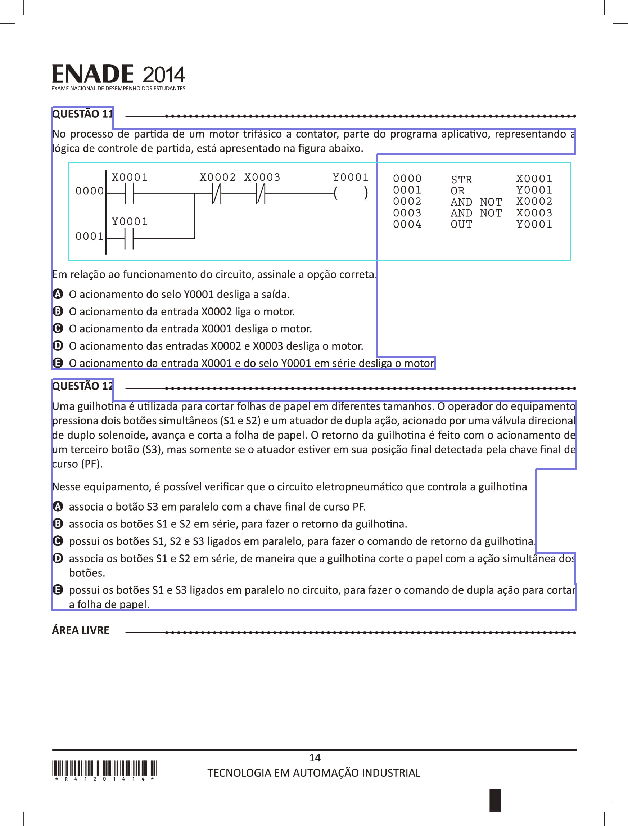 ENADE 2014
EXAME NACIONAL DE DESEMPENHO DOS ESTUDANTES
QUESTÃO 11
No processo de partida de um motor trifásico a contator, parte do programa aplicativo, representando a
lógica de controle de partida, está apresentado na figura abaixo.
X0001 X0002 X0003 Y0001
0000 ( )
Y0001
0001
0000 STR X0001
0001 OR Y0001
0002 AND NOT X0002
0003 AND NOT X0003
0004 OUT Y0001
Em relação ao funcionamento do circuito, assinale a opção correta.
A O acionamento do selo Y0001 desliga a saída.
B O acionamento da entrada X0002 liga o motor.
C O acionamento da entrada X0001 desliga o motor.
D O acionamento das entradas X0002 e X0003 desliga o motor.
E O acionamento da entrada X0001 e do selo Y0001 em série desliga o motor
QUESTÃO 12
Uma guilhotina é utilizada para cortar folhas de papel em diferentes tamanhos. O operador do equipamento
pressiona dois botões simultâneos (S1 e S2) e um atuador de dupla ação, acionado por uma válvula direcional
de duplo solenoide, avança e corta a folha de papel. O retorno da guilhotina é feito com o acionamento de
um terceiro botão (S3), mas somente se o atuador estiver em sua posição final detectada pela chave final de
curso (PF).
Nesse equipamento, é possível verificar que o circuito eletropneumático que controla a guilhotina
A associa o botão S3 em paralelo com a chave final de curso PF.
B associa os botões S1 e S2 em série, para fazer o retorno da guilhotina.
C possui os botões S1, S2 e S3 ligados em paralelo, para fazer o comando de retorno da guilhotina.
D associa os botões S1 e S2 em série, de maneira que a guilhotina corte o papel com a ação simultânea dos
botões.
E possui os botões S1 e S3 ligados em paralelo no circuito, para fazer o comando de dupla ação para cortar
a folha de papel.
ÁREA LIVRE
14
TECNOLOGIA EM AUTOMAÇÃO INDUSTRIAL